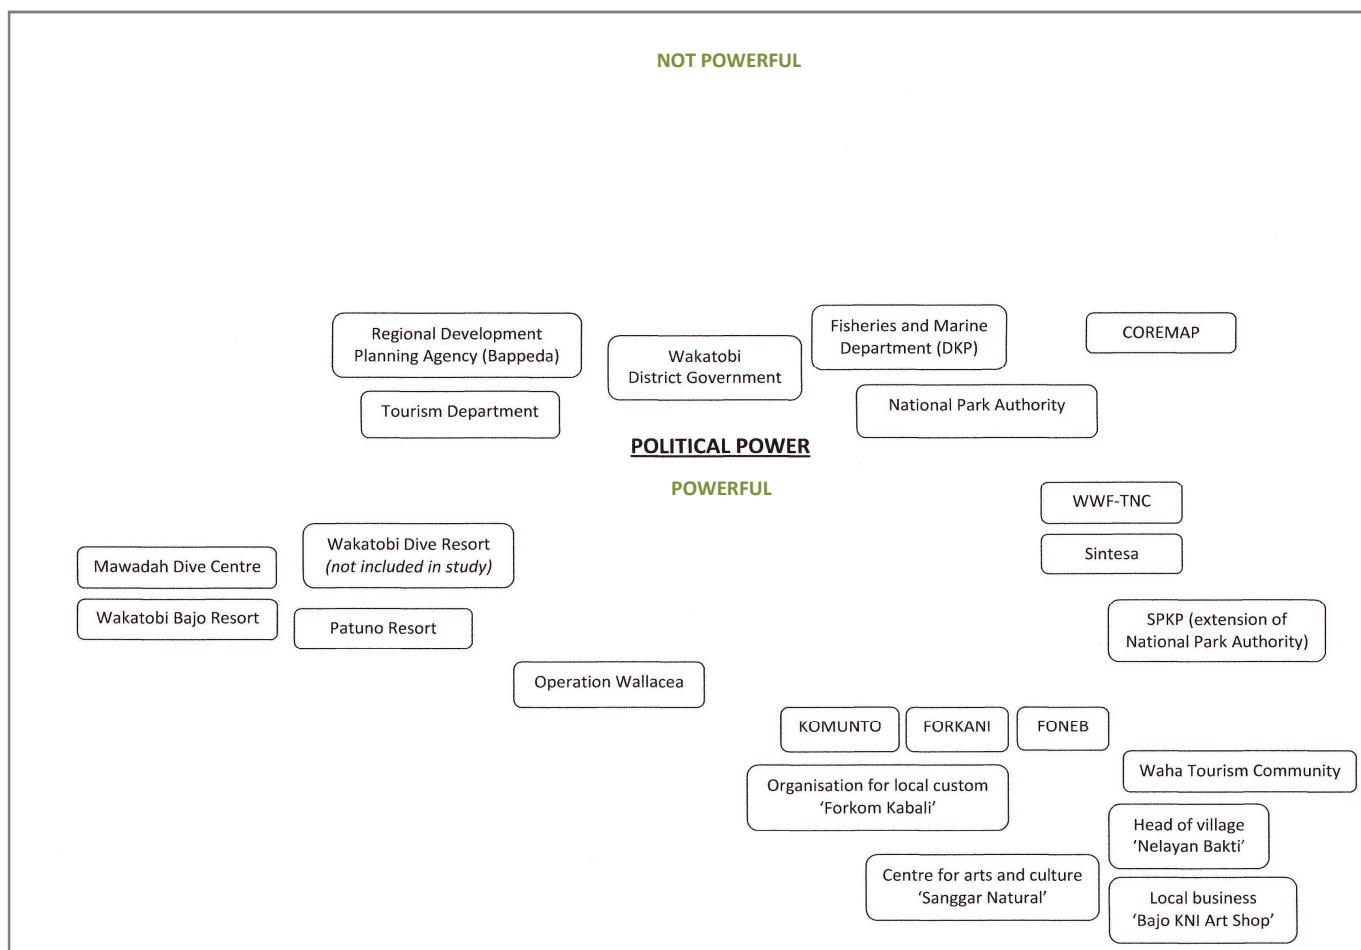 NOT POWERFUL
Regional Development
Planning Agency (Bappeda)
Wakatobi
District Government
Fisheries and Marine
Department (DKP)
COREMAP
Tourism Department
National Park Authority
POLITICAL POWER
POWERFUL
WWF-TNC
Sintesa
Mawadah Dive Centre
Wakatobi Dive Resort
(not included in study)
Wakatobi Bajo Resort
Patuno Resort
SPKP (extension of
National Park Authority)
Operation Wallacea
KOMUNTO
FORKANI
FONEB
Waha Tourism Community
Organisation for local custom
‘Forkom Kabali’
Head of village
‘Nelayan Bakti’
Centre for arts and culture
‘Sanggar Natural’
Local business
‘Bajo KNI Art Shop’